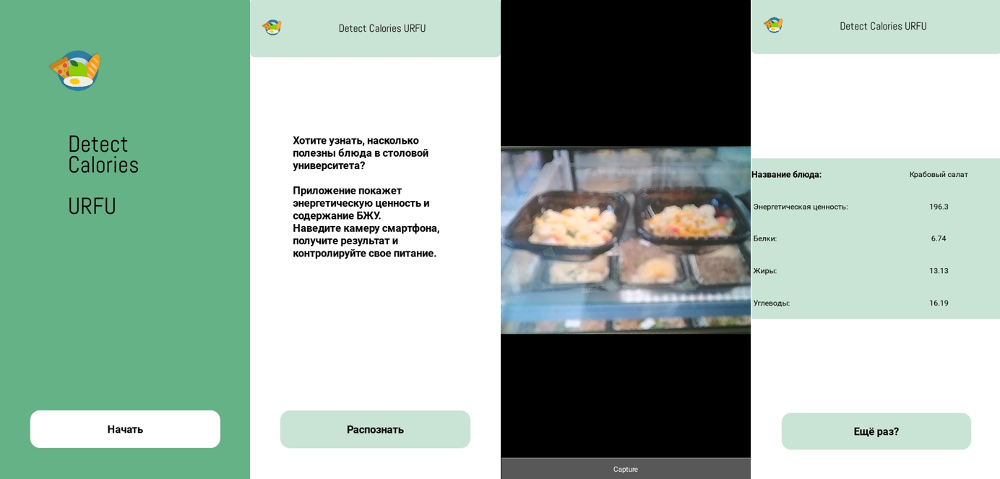 Detect
Calories
URFU
Начать
Detect Calories URFU
Хотите узнать, насколько
полезны блюда в столовой
университета?
Приложение покажет
энергетическую ценность и
содержание БЖУ.
Наведите камеру смартфона,
получите результат и
контролируйте свое питание.
Распознать
Capture
Detect Calories URFU
Название блюда: Крабовый салат
Энергетическая ценность: 196.3
Белки: 6.74
Жиры: 13.13
Углеводы: 16.19
Ещё раз?